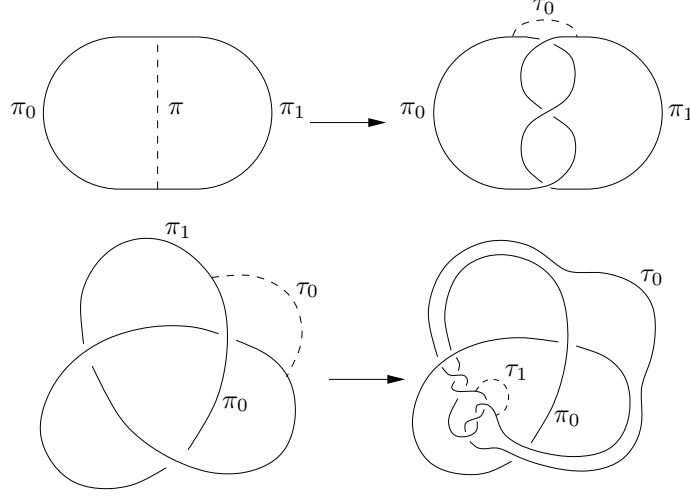 τ₀
π₀ π π₁ π₀ π₁
π₁
τ₀ τ₀
τ₁
π₀ π₀